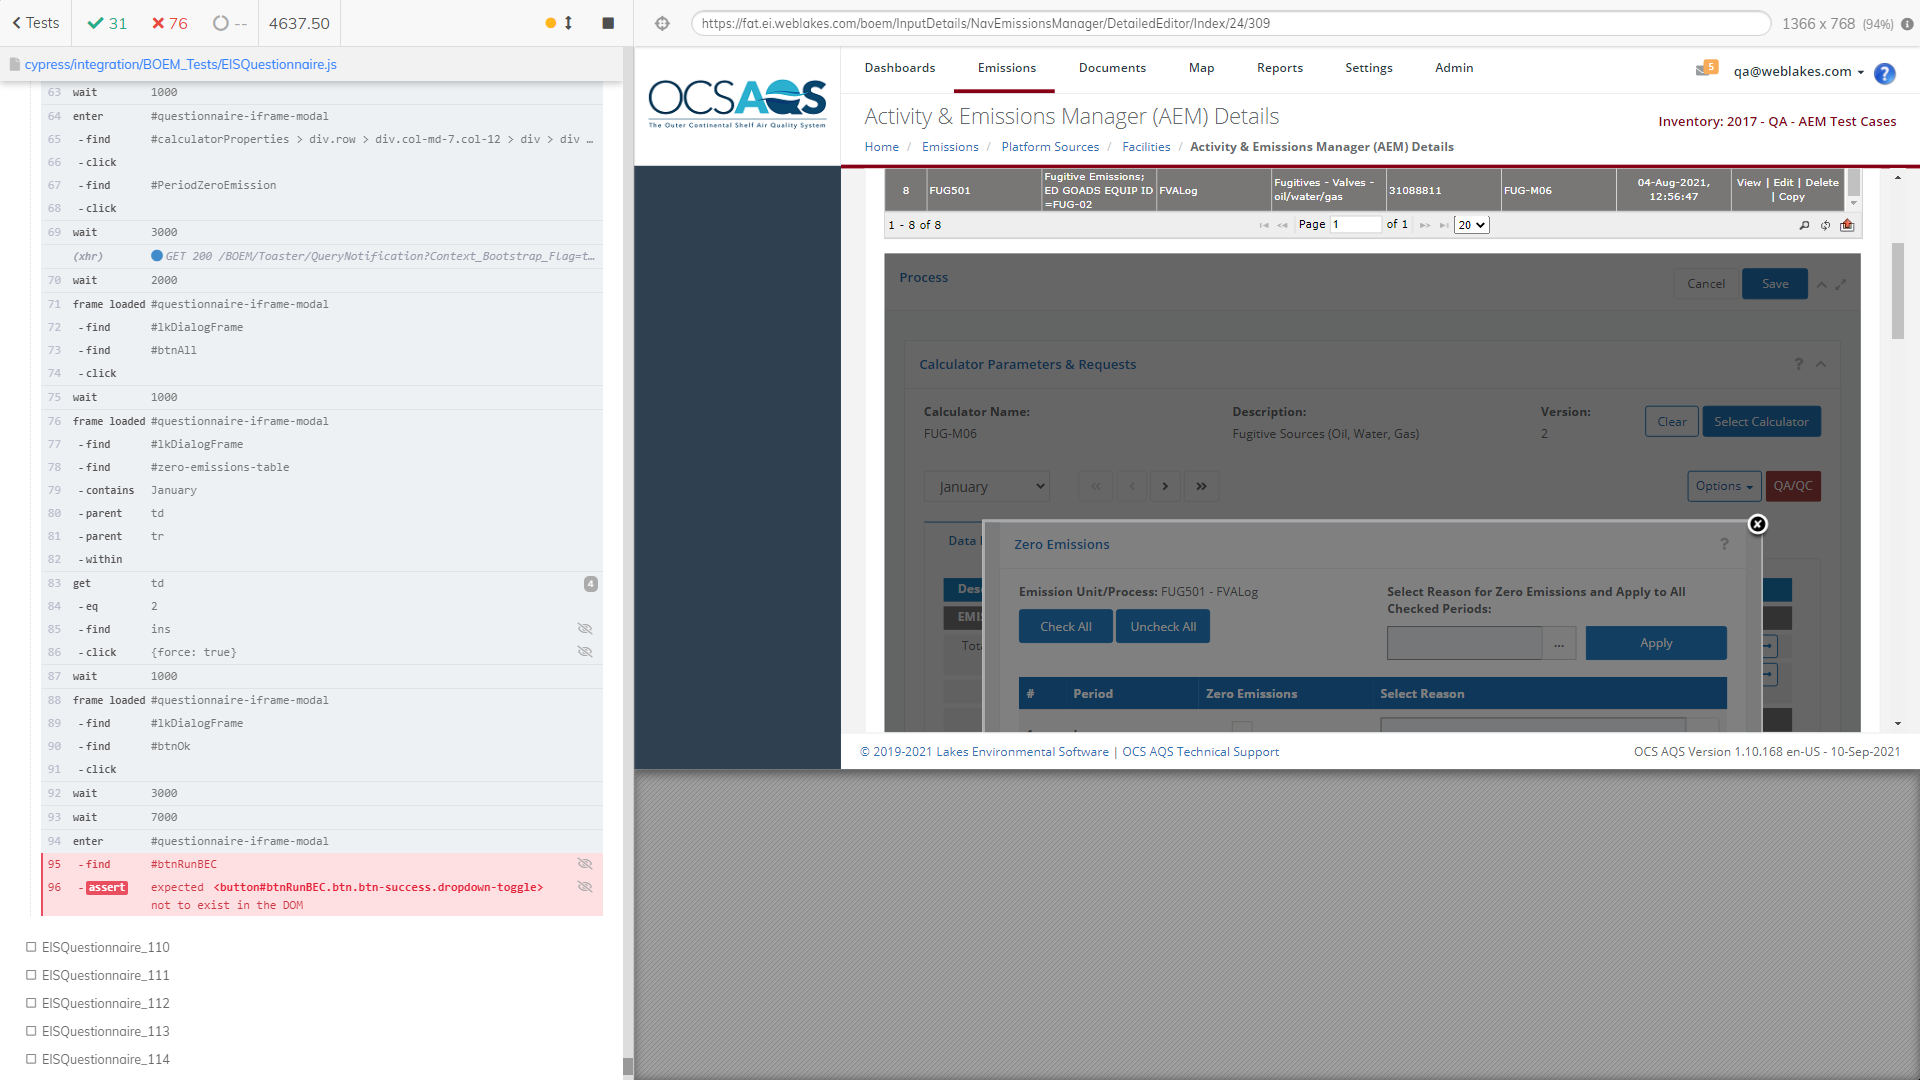 Tests
31
76
--
4637.50
cypress/integration/BOEM_Tests/EISQuestionnaire.js
63 wait 1000
64 enter #questionnaire-iframe-modal
65 -find #calculatorProperties > div.row > div.col-md-7.col-12 > div > div …
66 -click
67 -find #PeriodZeroEmission
68 -click
69 wait 3000
(xhr) GET 200 /BOEM/Toaster/QueryNotification?Context_Bootstrap_Flag=t…
70 wait 2000
71 frame loaded #questionnaire-iframe-modal
72 -find #lkDialogFrame
73 -find #btnAll
74 -click
75 wait 1000
76 frame loaded #questionnaire-iframe-modal
77 -find #lkDialogFrame
78 -find #zero-emissions-table
79 -contains January
80 -parent td
81 -parent tr
82 -within
83 get td 4
84 -eq 2
85 -find ins
86 -click {force: true}
87 wait 1000
88 frame loaded #questionnaire-iframe-modal
89 -find #lkDialogFrame
90 -find #btnOk
91 -click
92 wait 3000
93 wait 7000
94 enter #questionnaire-iframe-modal
95 -find #btnRunBEC
96 -assert expected <button#btnRunBEC.btn.btn-success.dropdown-toggle>
not to exist in the DOM
EISQuestionnaire_110
EISQuestionnaire_111
EISQuestionnaire_112
EISQuestionnaire_113
EISQuestionnaire_114
https://fat.ei.weblakes.com/boem/InputDetails/NavEmissionsManager/DetailedEditor/Index/24/309
1366 x 768 (94%)
OCSAQS
The Outer Continental Shelf Air Quality System
Dashboards Emissions Documents Map Reports Settings Admin
5
qa@weblakes.com
?
Activity & Emissions Manager (AEM) Details
Inventory: 2017 - QA - AEM Test Cases
Home / Emissions / Platform Sources / Facilities / Activity & Emissions Manager (AEM) Details
8 FUG501 Fugitive Emissions; ED GOADS EQUIP ID =FUG-02 FVALog Fugitives - Valves - oil/water/gas 31088811 FUG-M06 04-Aug-2021, 12:56:47 View | Edit | Delete | Copy
1 - 8 of 8
Page 1 of 1 20
Process
Cancel
Save
Calculator Parameters & Requests
?
Calculator Name: Description: Version:
FUG-M06 Fugitive Sources (Oil, Water, Gas) 2
Clear
Select Calculator
January
Options
QA/QC
Data
Zero Emissions
?
Des
EMI
Tot
Emission Unit/Process: FUG501 - FVALog
Select Reason for Zero Emissions and Apply to All
Checked Periods:
Check All
Uncheck All
...
Apply
# Period Zero Emissions Select Reason
© 2019-2021 Lakes Environmental Software | OCS AQS Technical Support
OCS AQS Version 1.10.168 en-US - 10-Sep-2021